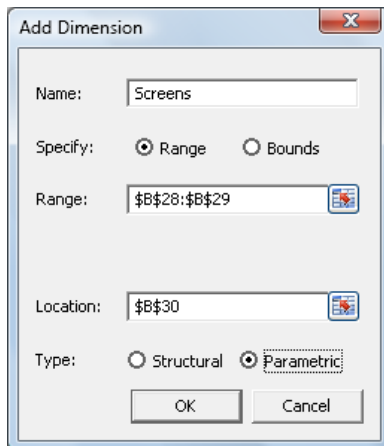 Add Dimension
Name: Screens
Specify: Range Bounds
Range: $B$28:$B$29
Location: $B$30
Type: Structural Parametric
OK Cancel